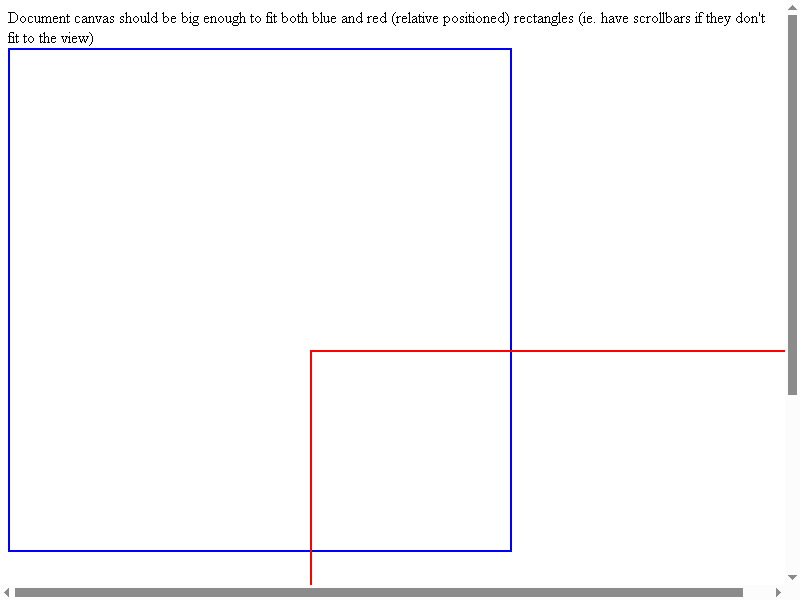 Document canvas should be big enough to fit both blue and red (relative positioned) rectangles (ie. have scrollbars if they don't
fit to the view)